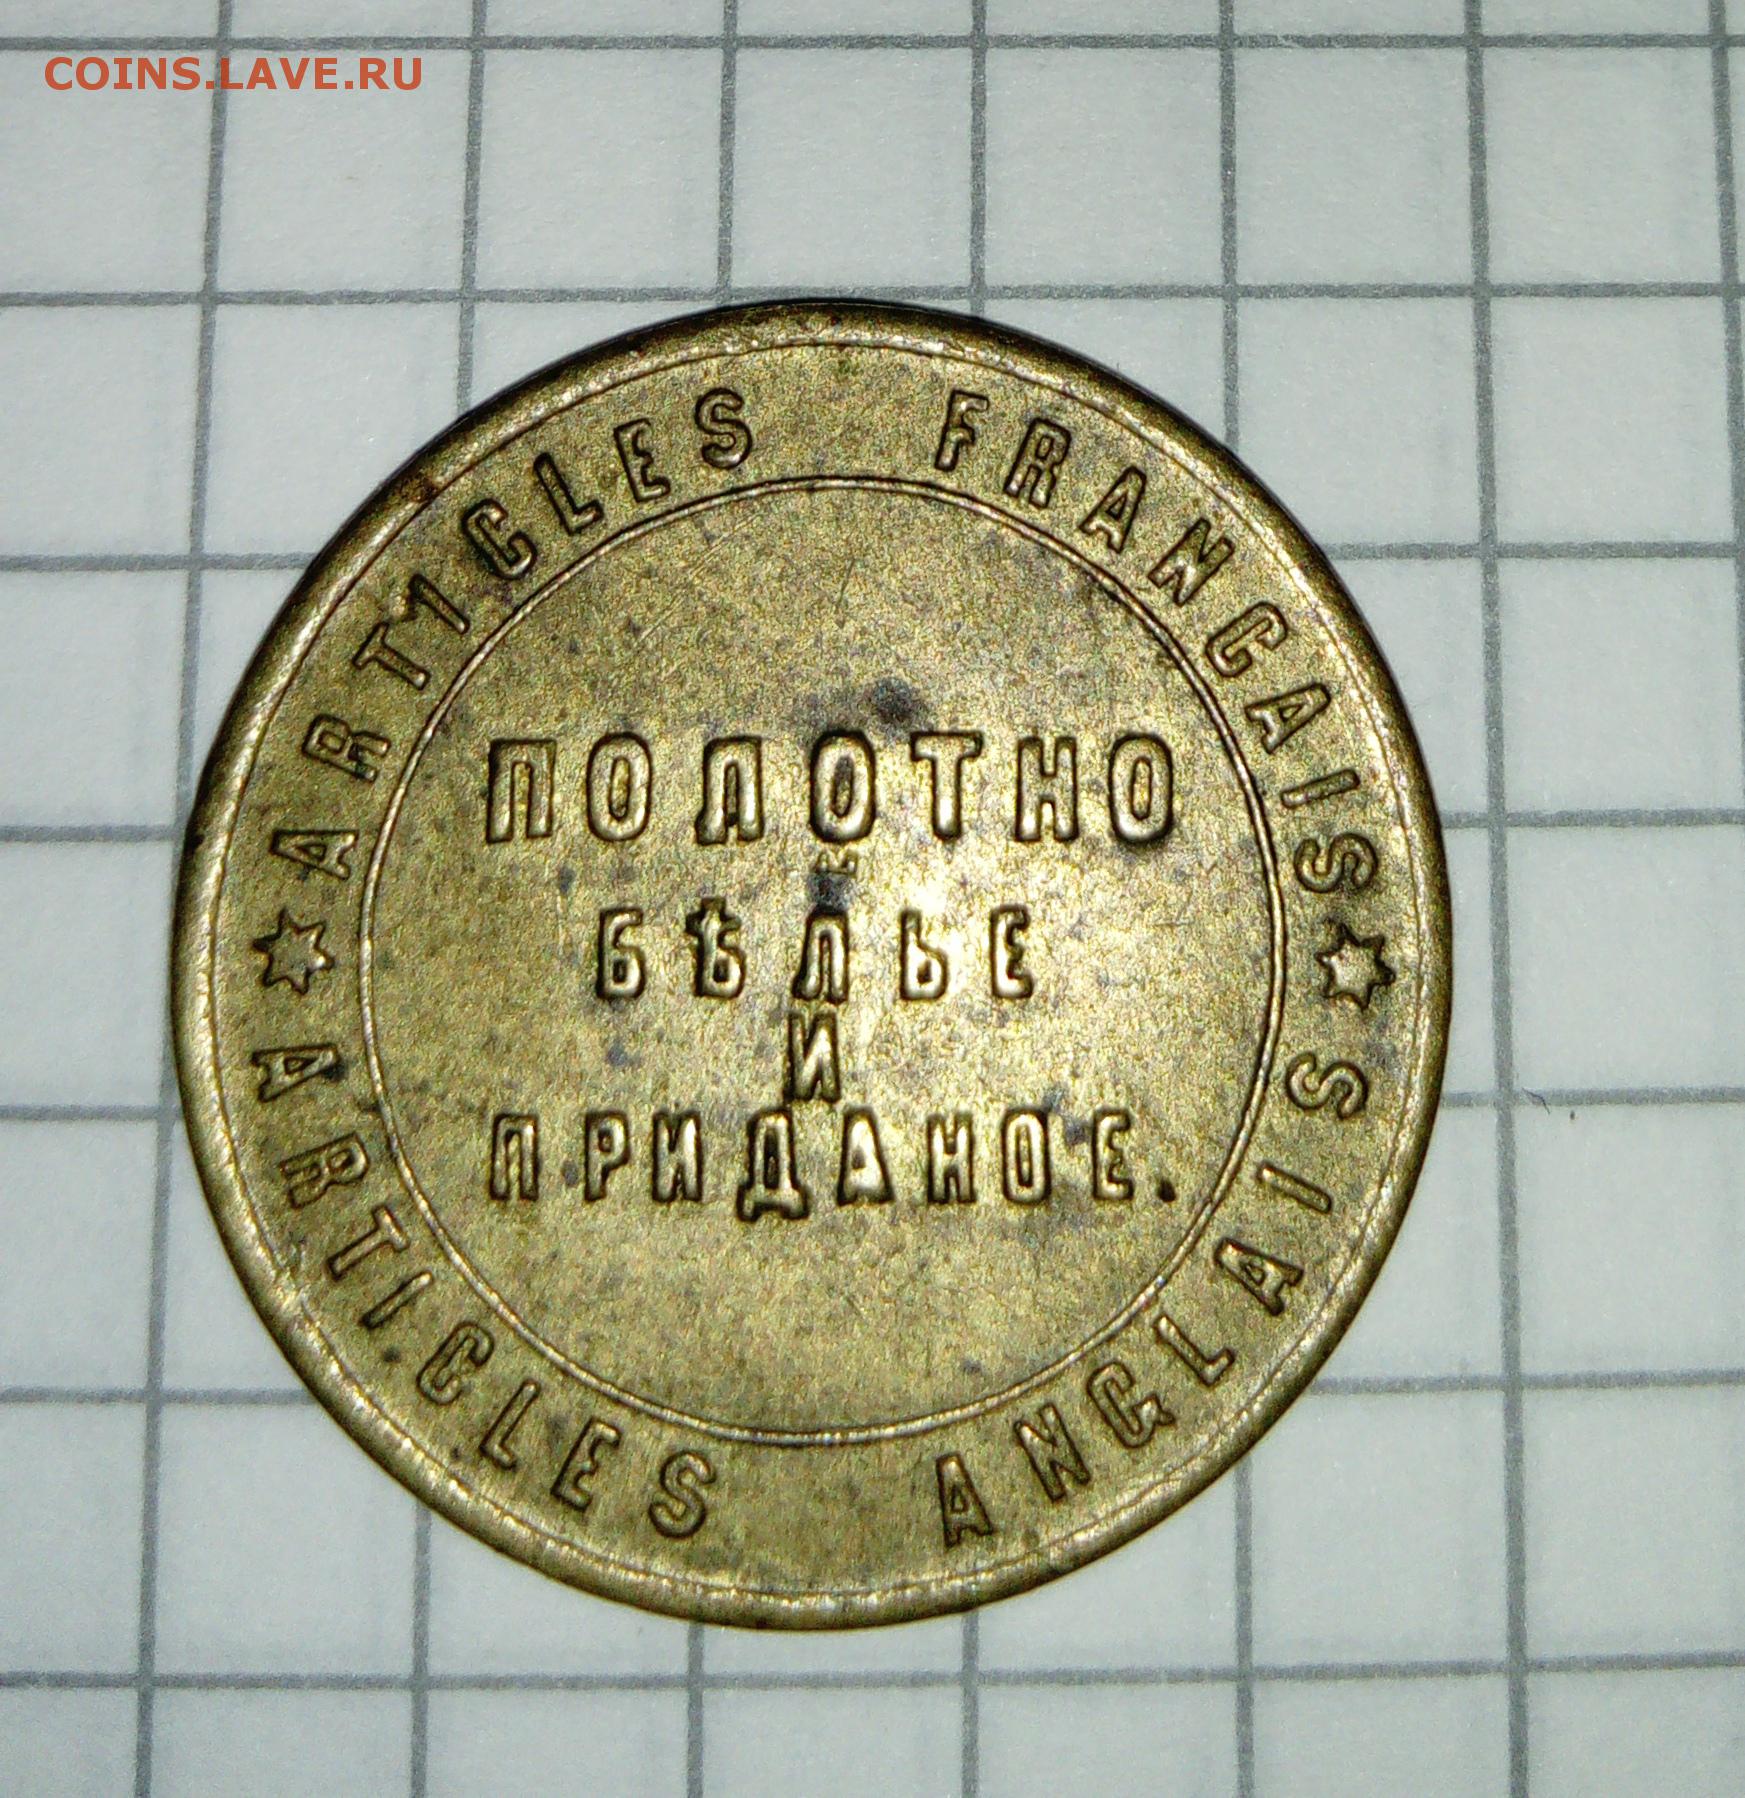 COINS.LAVE.RU
ARTICLES FRANCAIS
ПОЛОТНО
БѢЛЬЕ
И
ПРИДАНОЕ.
ARTICLES ANGLAIS